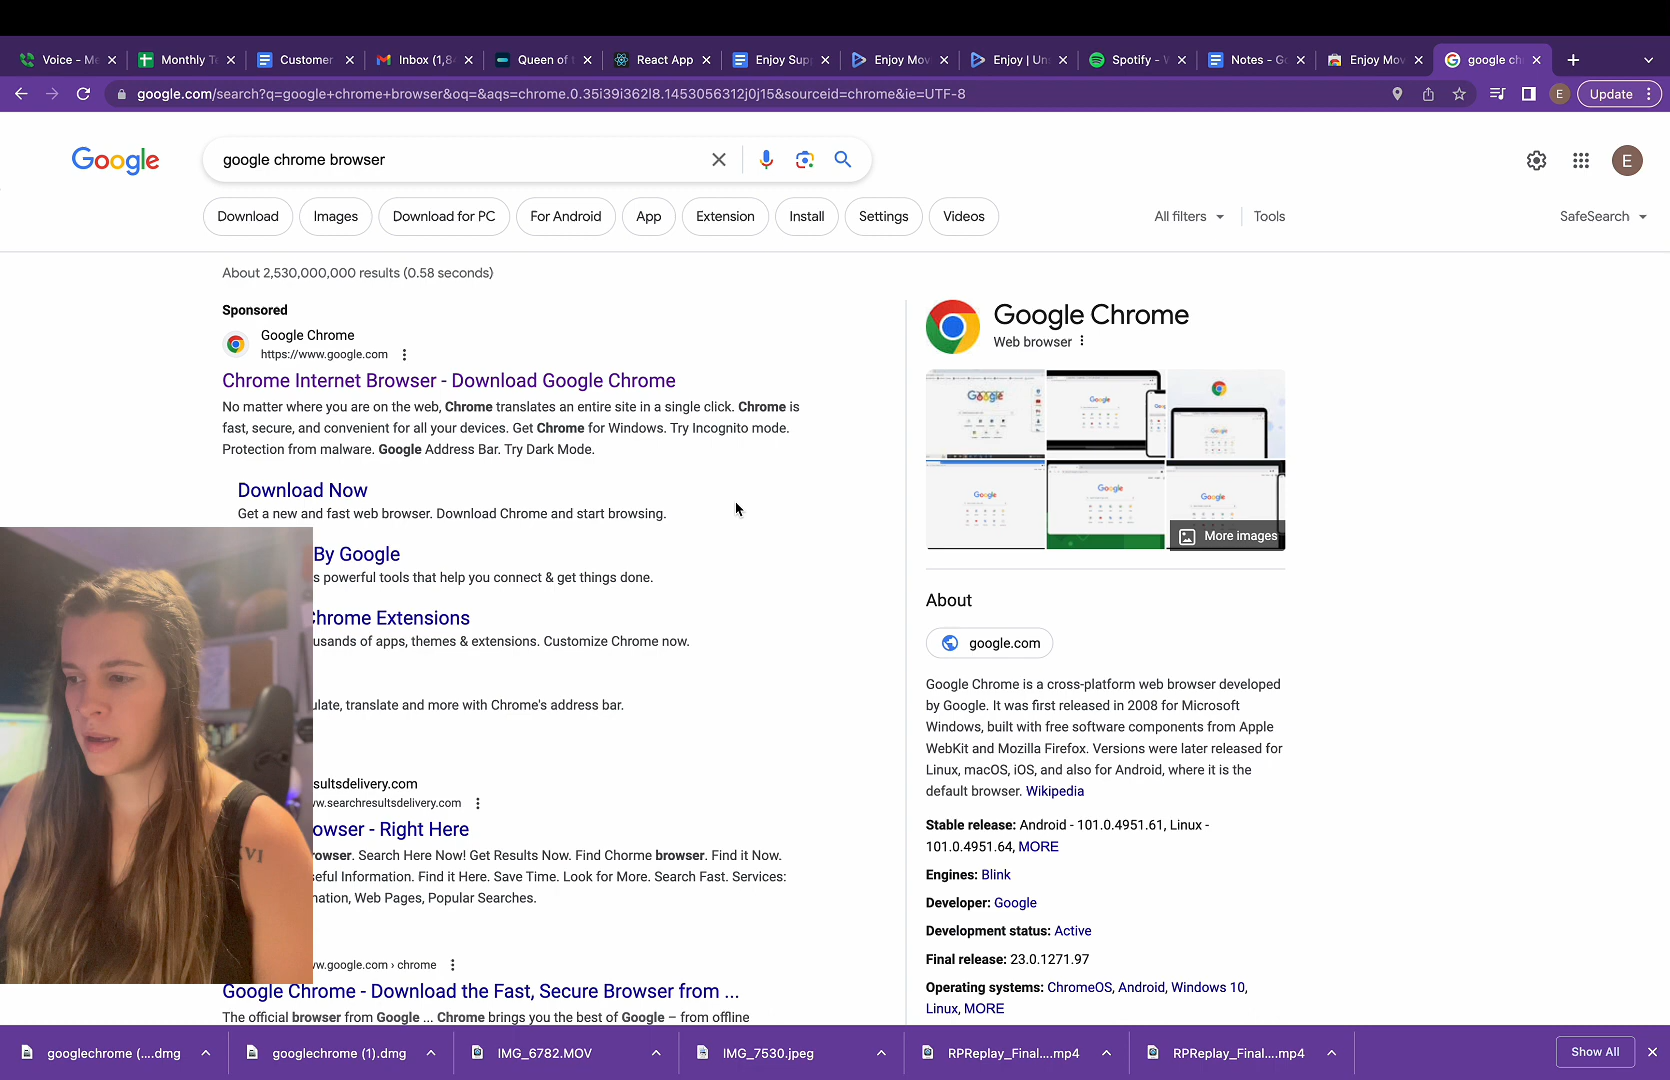 Voice - Me
Monthly Te
Customer
Inbox (1,84
Queen of
React App
Enjoy Sup
Enjoy Mov
Enjoy | Un
Spotify - W
Notes - Go
Enjoy Mov
google ch
google.com/search?q=google+chrome+browser&oq=&aqs=chrome.0.35i39i362l8.1453056312j0j15&sourceid=chrome&ie=UTF-8
E
Update
Google
google chrome browser
E
Download
Images
Download for PC
For Android
App
Extension
Install
Settings
Videos
All filters
Tools
SafeSearch
About 2,530,000,000 results (0.58 seconds)
Sponsored
Google Chrome
https://www.google.com
Chrome Internet Browser - Download Google Chrome
No matter where you are on the web, Chrome translates an entire site in a single click. Chrome is
fast, secure, and convenient for all your devices. Get Chrome for Windows. Try Incognito mode.
Protection from malware. Google Address Bar. Try Dark Mode.
Download Now
Get a new and fast web browser. Download Chrome and start browsing.
By Google
s powerful tools that help you connect & get things done.
Chrome Extensions
usands of apps, themes & extensions. Customize Chrome now.
ulate, translate and more with Chrome's address bar.
sultsdelivery.com
vw.searchresultsdelivery.com
owser - Right Here
rowser. Search Here Now! Get Results Now. Find Chorme browser. Find it Now.
seful Information. Find it Here. Save Time. Look for More. Search Fast. Services:
nation, Web Pages, Popular Searches.
vw.google.com › chrome
Google Chrome - Download the Fast, Secure Browser from ...
The official browser from Google ... Chrome brings you the best of Google – from offline
XVI
Google Chrome
Web browser
Google
Google
Google
Google
Google
Google
More images
About
google.com
Google Chrome is a cross-platform web browser developed
by Google. It was first released in 2008 for Microsoft
Windows, built with free software components from Apple
WebKit and Mozilla Firefox. Versions were later released for
Linux, macOS, iOS, and also for Android, where it is the
default browser. Wikipedia
Stable release: Android - 101.0.4951.61, Linux -
101.0.4951.64, MORE
Engines: Blink
Developer: Google
Development status: Active
Final release: 23.0.1271.97
Operating systems: ChromeOS, Android, Windows 10,
Linux, MORE
googlechrome (....dmg
googlechrome (1).dmg
IMG_6782.MOV
IMG_7530.jpeg
RPReplay_Final....mp4
RPReplay_Final....mp4
Show All